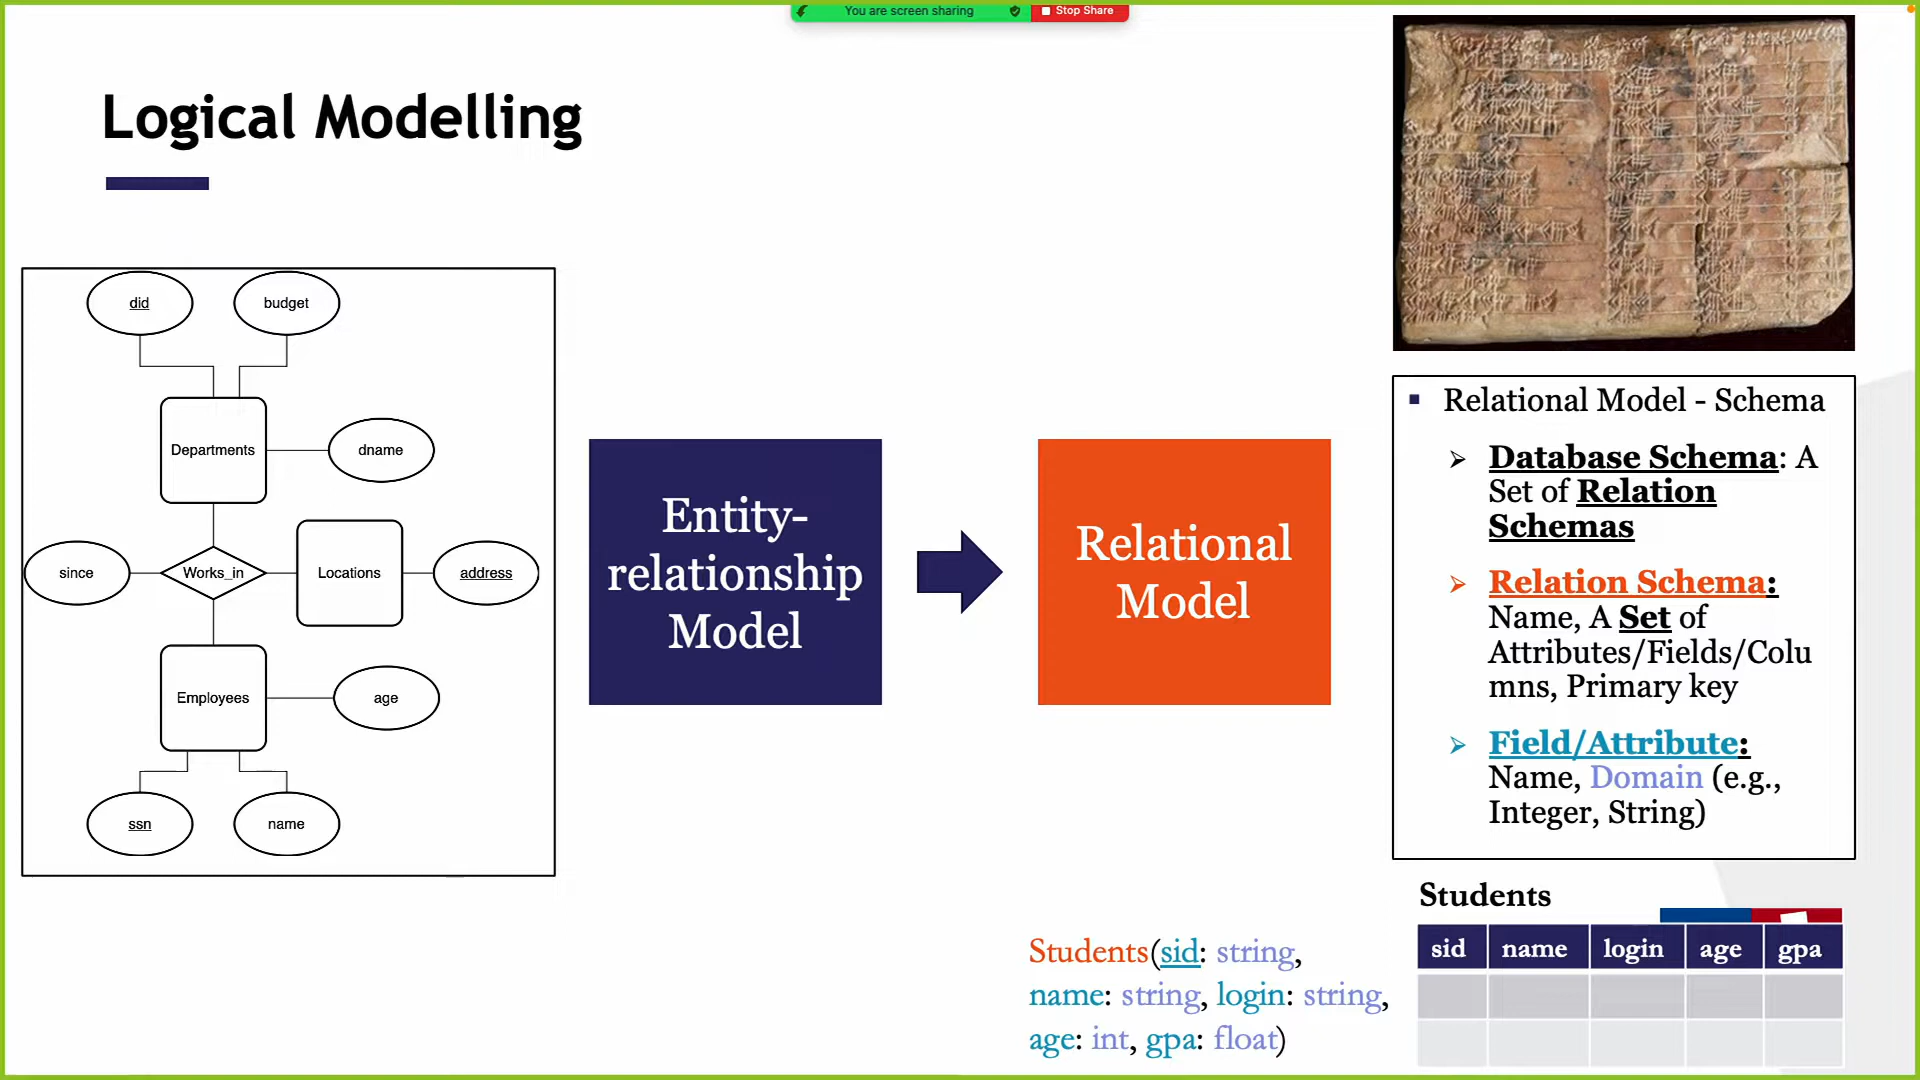 You are screen sharing
Stop Share
Logical Modelling
did
budget
Departments
dname
since
Works_in
Locations
address
Employees
age
ssn
name
Entity-
relationship
Model
Relational
Model
Relational Model - Schema
Database Schema: A
Set of Relation
Schemas
Relation Schema:
Name, A Set of
Attributes/Fields/Colu
mns, Primary key
Field/Attribute:
Name, Domain (e.g.,
Integer, String)
Students
sid name login age gpa
Students(sid: string,
name: string, login: string,
age: int, gpa: float)